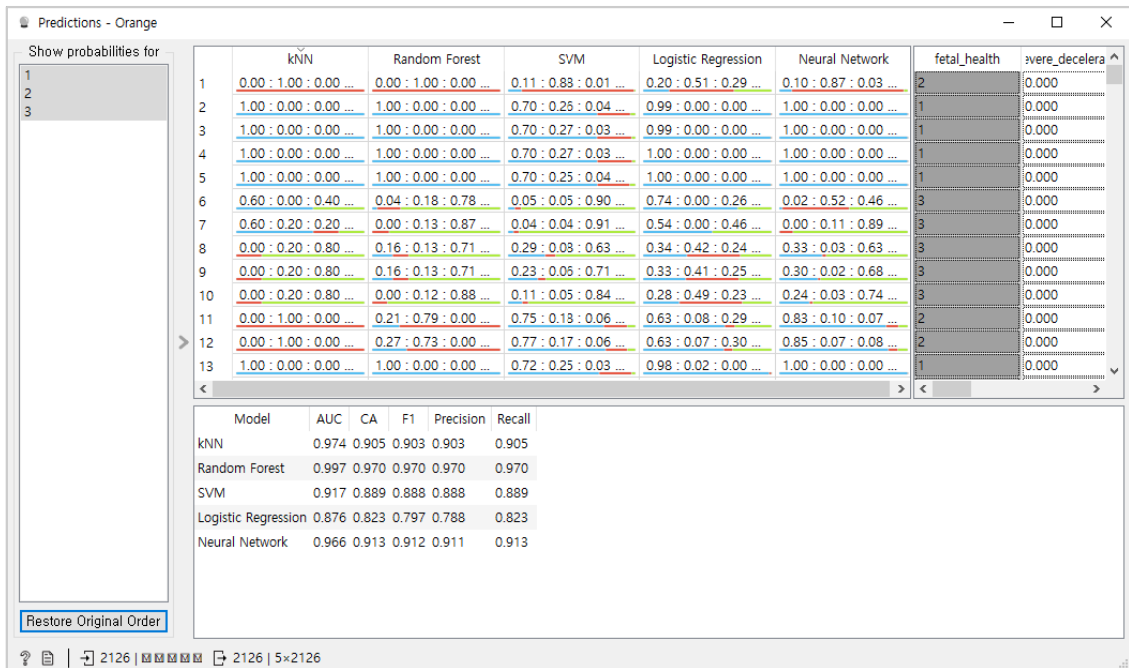 Predictions - Orange
Show probabilities for
1
2
3
kNN Random Forest SVM Logistic Regression Neural Network fetal_health evere_decelera
1 0.00 : 1.00 : 0.00 ... 0.00 : 1.00 : 0.00 ... 0.11 : 0.88 : 0.01 ... 0.20 : 0.51 : 0.29 ... 0.10 : 0.87 : 0.03 ... 2 0.000
2 1.00 : 0.00 : 0.00 ... 1.00 : 0.00 : 0.00 ... 0.70 : 0.26 : 0.04 ... 0.99 : 0.00 : 0.00 ... 1.00 : 0.00 : 0.00 ... 1 0.000
3 1.00 : 0.00 : 0.00 ... 1.00 : 0.00 : 0.00 ... 0.70 : 0.27 : 0.03 ... 0.99 : 0.00 : 0.00 ... 1.00 : 0.00 : 0.00 ... 1 0.000
4 1.00 : 0.00 : 0.00 ... 1.00 : 0.00 : 0.00 ... 0.70 : 0.27 : 0.03 ... 1.00 : 0.00 : 0.00 ... 1.00 : 0.00 : 0.00 ... 1 0.000
5 1.00 : 0.00 : 0.00 ... 1.00 : 0.00 : 0.00 ... 0.70 : 0.25 : 0.04 ... 1.00 : 0.00 : 0.00 ... 1.00 : 0.00 : 0.00 ... 1 0.000
6 0.60 : 0.00 : 0.40 ... 0.04 : 0.18 : 0.78 ... 0.05 : 0.05 : 0.90 ... 0.74 : 0.00 : 0.26 ... 0.02 : 0.52 : 0.46 ... 3 0.000
7 0.60 : 0.20 : 0.20 ... 0.00 : 0.13 : 0.87 ... 0.04 : 0.04 : 0.91 ... 0.54 : 0.00 : 0.46 ... 0.00 : 0.11 : 0.89 ... 3 0.000
8 0.00 : 0.20 : 0.80 ... 0.16 : 0.13 : 0.71 ... 0.29 : 0.08 : 0.63 ... 0.34 : 0.42 : 0.24 ... 0.33 : 0.03 : 0.63 ... 3 0.000
9 0.00 : 0.20 : 0.80 ... 0.16 : 0.13 : 0.71 ... 0.23 : 0.06 : 0.71 ... 0.33 : 0.41 : 0.25 ... 0.30 : 0.02 : 0.68 ... 3 0.000
10 0.00 : 0.20 : 0.80 ... 0.00 : 0.12 : 0.88 ... 0.11 : 0.05 : 0.84 ... 0.28 : 0.49 : 0.23 ... 0.24 : 0.03 : 0.74 ... 3 0.000
11 0.00 : 1.00 : 0.00 ... 0.21 : 0.79 : 0.00 ... 0.75 : 0.18 : 0.06 ... 0.63 : 0.08 : 0.29 ... 0.83 : 0.10 : 0.07 ... 2 0.000
12 0.00 : 1.00 : 0.00 ... 0.27 : 0.73 : 0.00 ... 0.77 : 0.17 : 0.06 ... 0.63 : 0.07 : 0.30 ... 0.85 : 0.07 : 0.08 ... 2 0.000
13 1.00 : 0.00 : 0.00 ... 1.00 : 0.00 : 0.00 ... 0.72 : 0.25 : 0.03 ... 0.98 : 0.02 : 0.00 ... 1.00 : 0.00 : 0.00 ... 1 0.000
Model AUC CA F1 Precision Recall
kNN 0.974 0.905 0.903 0.903 0.905
Random Forest 0.997 0.970 0.970 0.970 0.970
SVM 0.917 0.889 0.888 0.888 0.889
Logistic Regression 0.876 0.823 0.797 0.788 0.823
Neural Network 0.966 0.913 0.912 0.911 0.913
Restore Original Order
? 2126 | 2126 | 5×2126